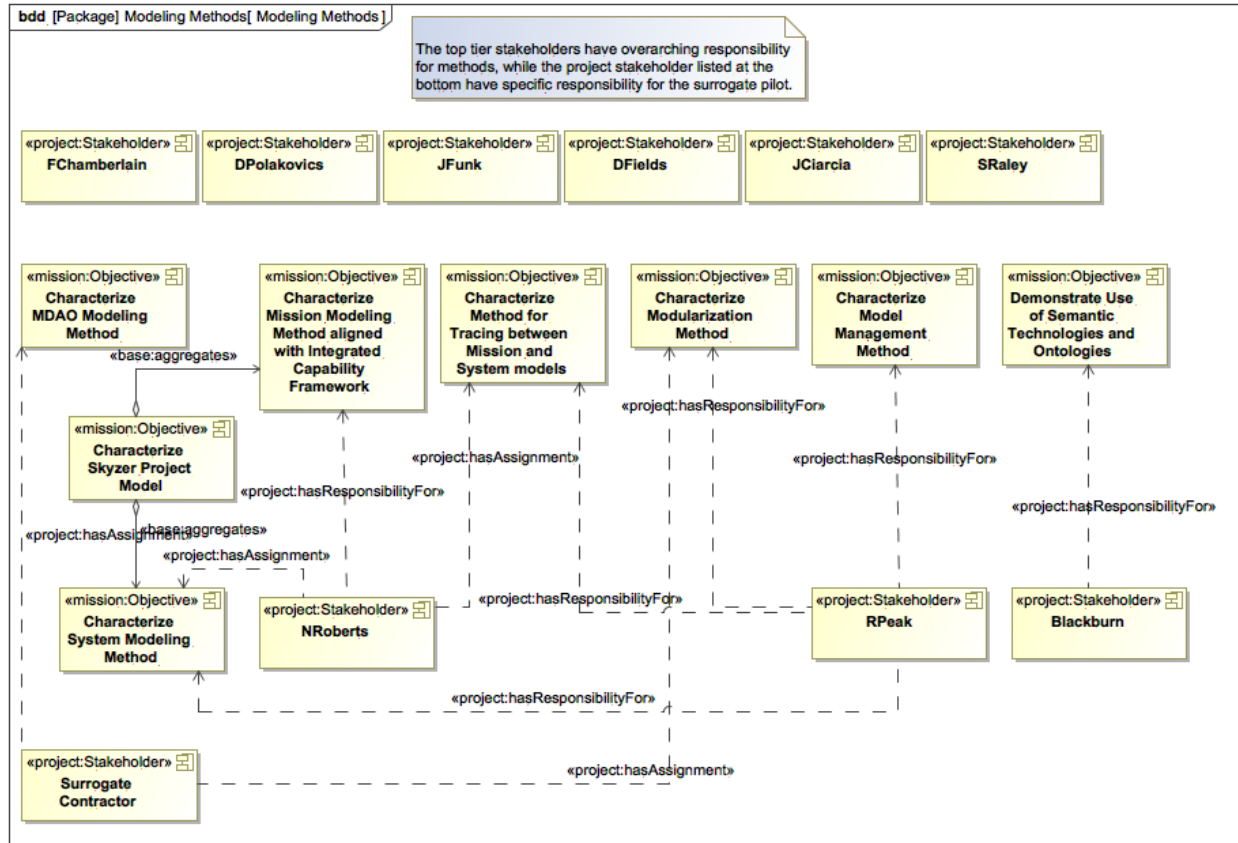 bdd [Package] Modeling Methods[ Modeling Methods ]
The top tier stakeholders have overarching responsibility
for methods, while the project stakeholder listed at the
bottom have specific responsibility for the surrogate pilot.
«project:Stakeholder»
FChamberlain
«project:Stakeholder»
DPolakovics
«project:Stakeholder»
JFunk
«project:Stakeholder»
DFields
«project:Stakeholder»
JCiarcia
«project:Stakeholder»
SRaley
«mission:Objective»
Characterize
MDAO Modeling
Method
«mission:Objective»
Characterize
Mission Modeling
Method aligned
with Integrated
Capability
Framework
«mission:Objective»
Characterize
Method for
Tracing between
Mission and
System models
«mission:Objective»
Characterize
Modularization
Method
«mission:Objective»
Characterize
Model
Management
Method
«mission:Objective»
Demonstrate Use
of Semantic
Technologies and
Ontologies
«base:aggregates»
«project:hasResponsibilityFor»
«mission:Objective»
Characterize
Skyzer Project
Model
«project:hasAssignment»
«project:hasResponsibilityFor»
«project:hasResponsibilityFor»
«project:hasResponsibilityFor»
«project:hasAssignment»
«base:aggregates»
«project:hasAssignment»
«mission:Objective»
Characterize
System Modeling
Method
«project:Stakeholder»
NRoberts
«project:hasResponsibilityFor»
«project:Stakeholder»
RPeak
«project:Stakeholder»
Blackburn
«project:hasResponsibilityFor»
«project:Stakeholder»
Surrogate
Contractor
«project:hasAssignment»